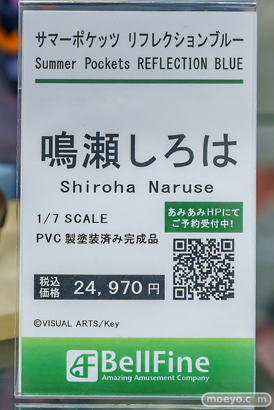 サマーポケッツ リフレクションブルー
Summer Pockets REFLECTION BLUE
鳴瀬しろは
Shiroha Naruse
1/7 SCALE
PVC 製塗装済み完成品
あみあみHPにて
ご予約受付中!
税込
価格 24,970 円
©VISUAL ARTS/Key
BellFine
Amazing Amusement Company
moeyo.com